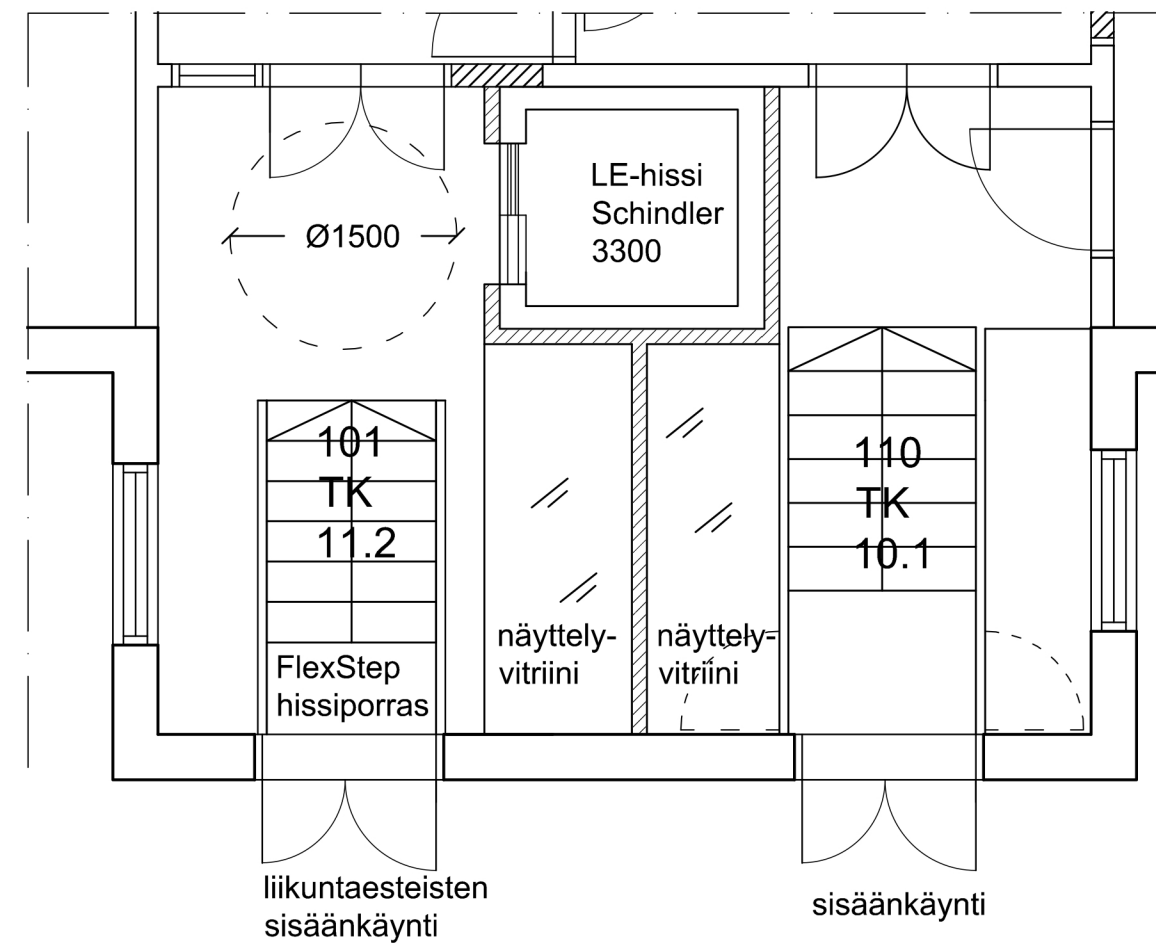 LE-hissi
Schindler
3300
Ø1500
101
TK
11.2
110
TK
10.1
näyttely-
vitriini
näyttely-
vitriini
FlexStep
hissiporras
liikuntaesteisten
sisäänkäynti
sisäänkäynti